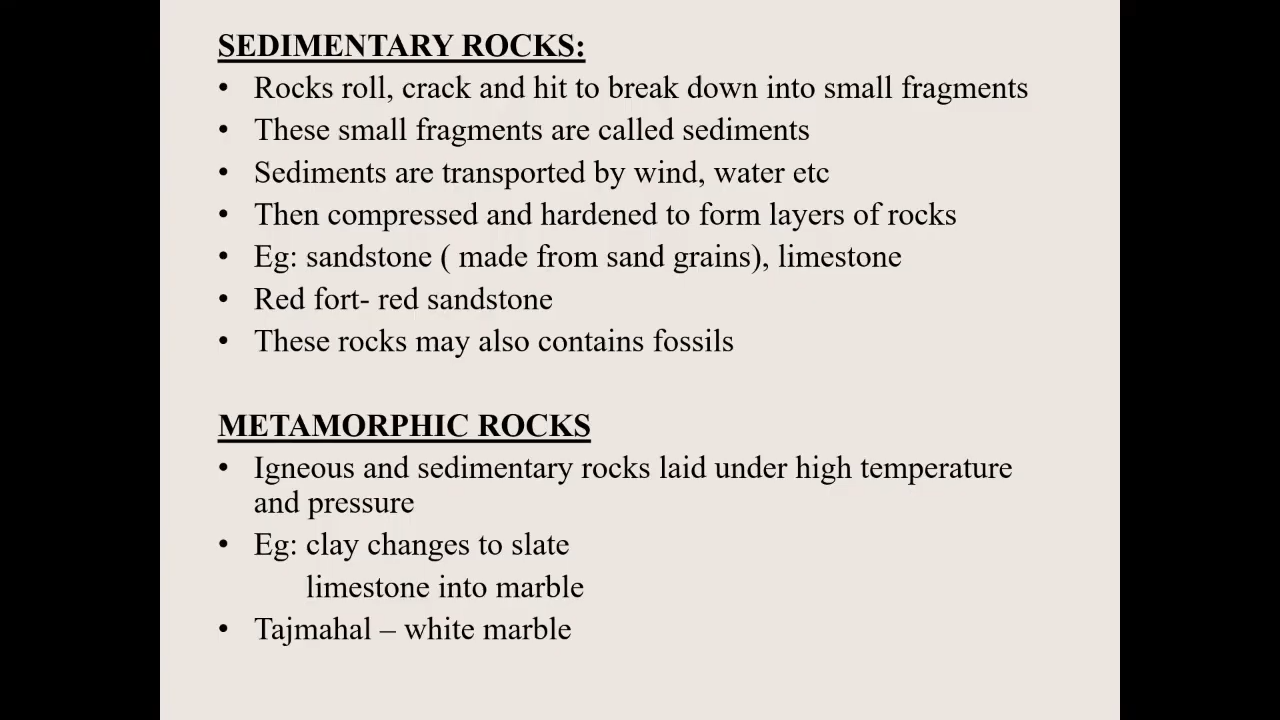 SEDIMENTARY ROCKS:
• Rocks roll, crack and hit to break down into small fragments
• These small fragments are called sediments
• Sediments are transported by wind, water etc
• Then compressed and hardened to form layers of rocks
• Eg: sandstone ( made from sand grains), limestone
• Red fort- red sandstone
• These rocks may also contains fossils
METAMORPHIC ROCKS
• Igneous and sedimentary rocks laid under high temperature
and pressure
• Eg: clay changes to slate
limestone into marble
• Tajmahal – white marble